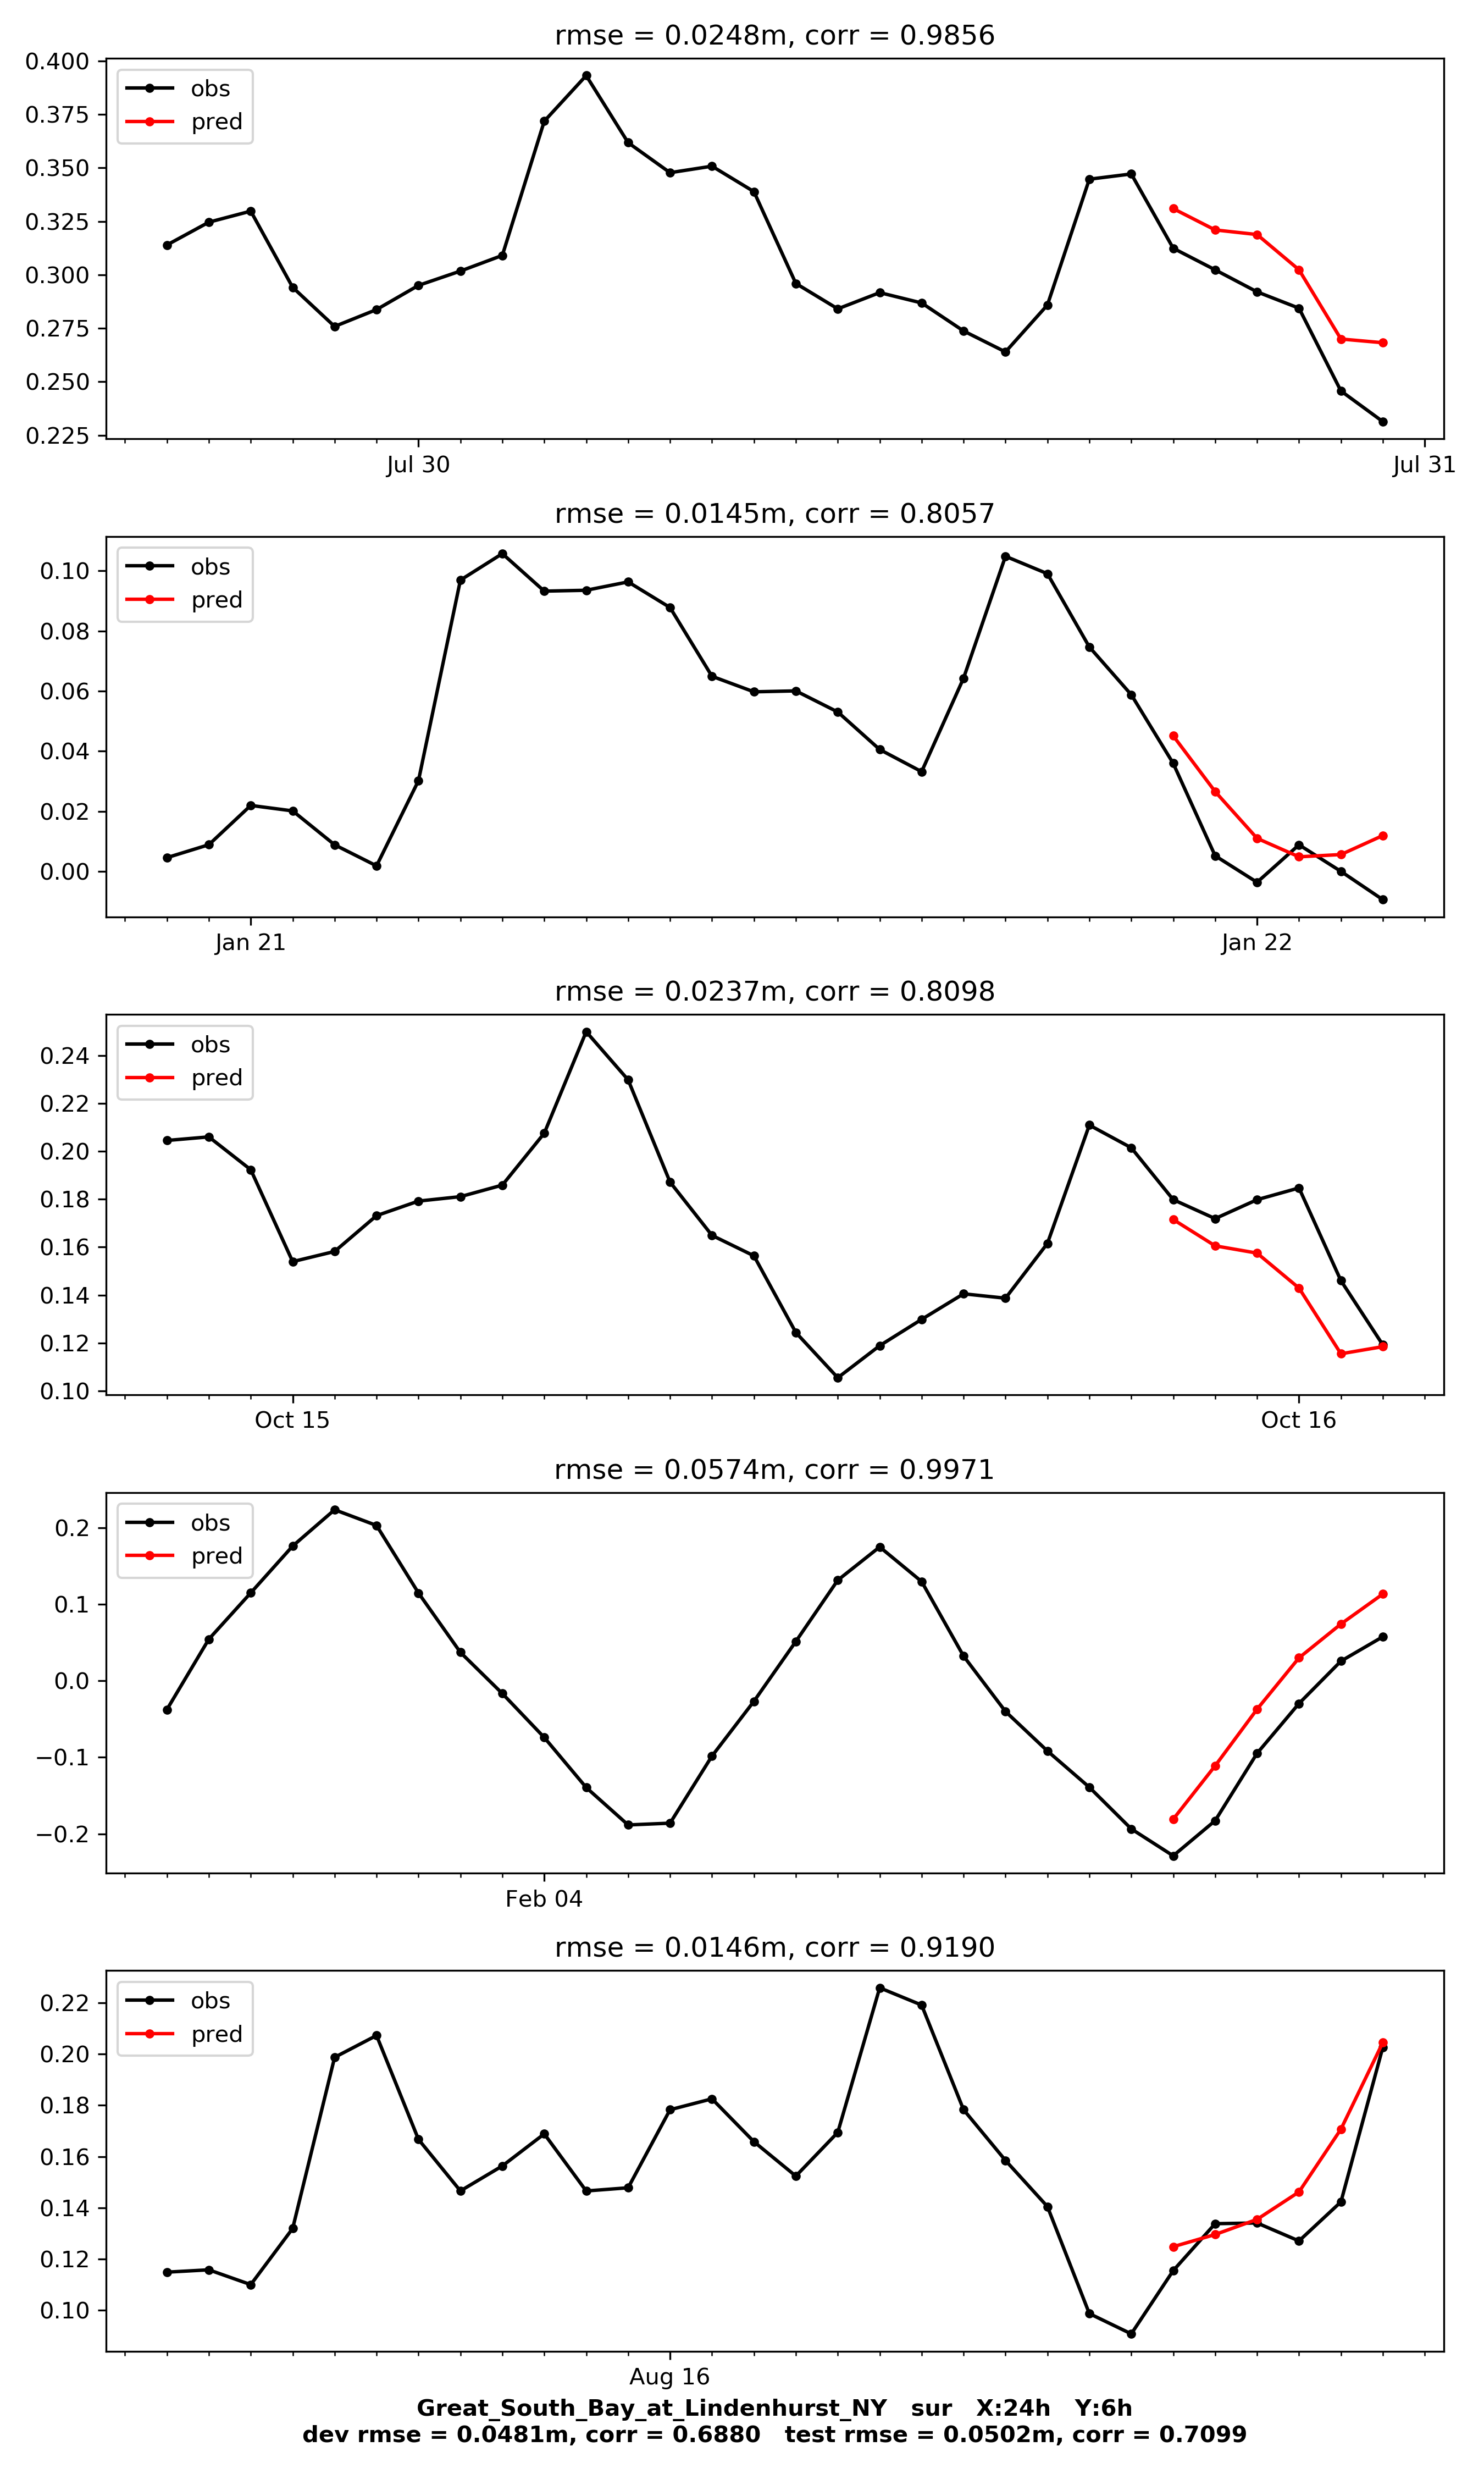 rmse = 0.0248m, corr = 0.9856
0.400
0.375
0.350
0.325
0.300
0.275
0.250
0.225
obs
pred
Jul 30
Jul 31
rmse = 0.0145m, corr = 0.8057
0.10
0.08
0.06
0.04
0.02
0.00
obs
pred
Jan 21
Jan 22
rmse = 0.0237m, corr = 0.8098
0.24
0.22
0.20
0.18
0.16
0.14
0.12
0.10
obs
pred
Oct 15
Oct 16
rmse = 0.0574m, corr = 0.9971
0.2
0.1
0.0
−0.1
−0.2
obs
pred
Feb 04
rmse = 0.0146m, corr = 0.9190
0.22
0.20
0.18
0.16
0.14
0.12
0.10
obs
pred
Aug 16
Great_South_Bay_at_Lindenhurst_NY   sur   X:24h   Y:6h
dev rmse = 0.0481m, corr = 0.6880   test rmse = 0.0502m, corr = 0.7099